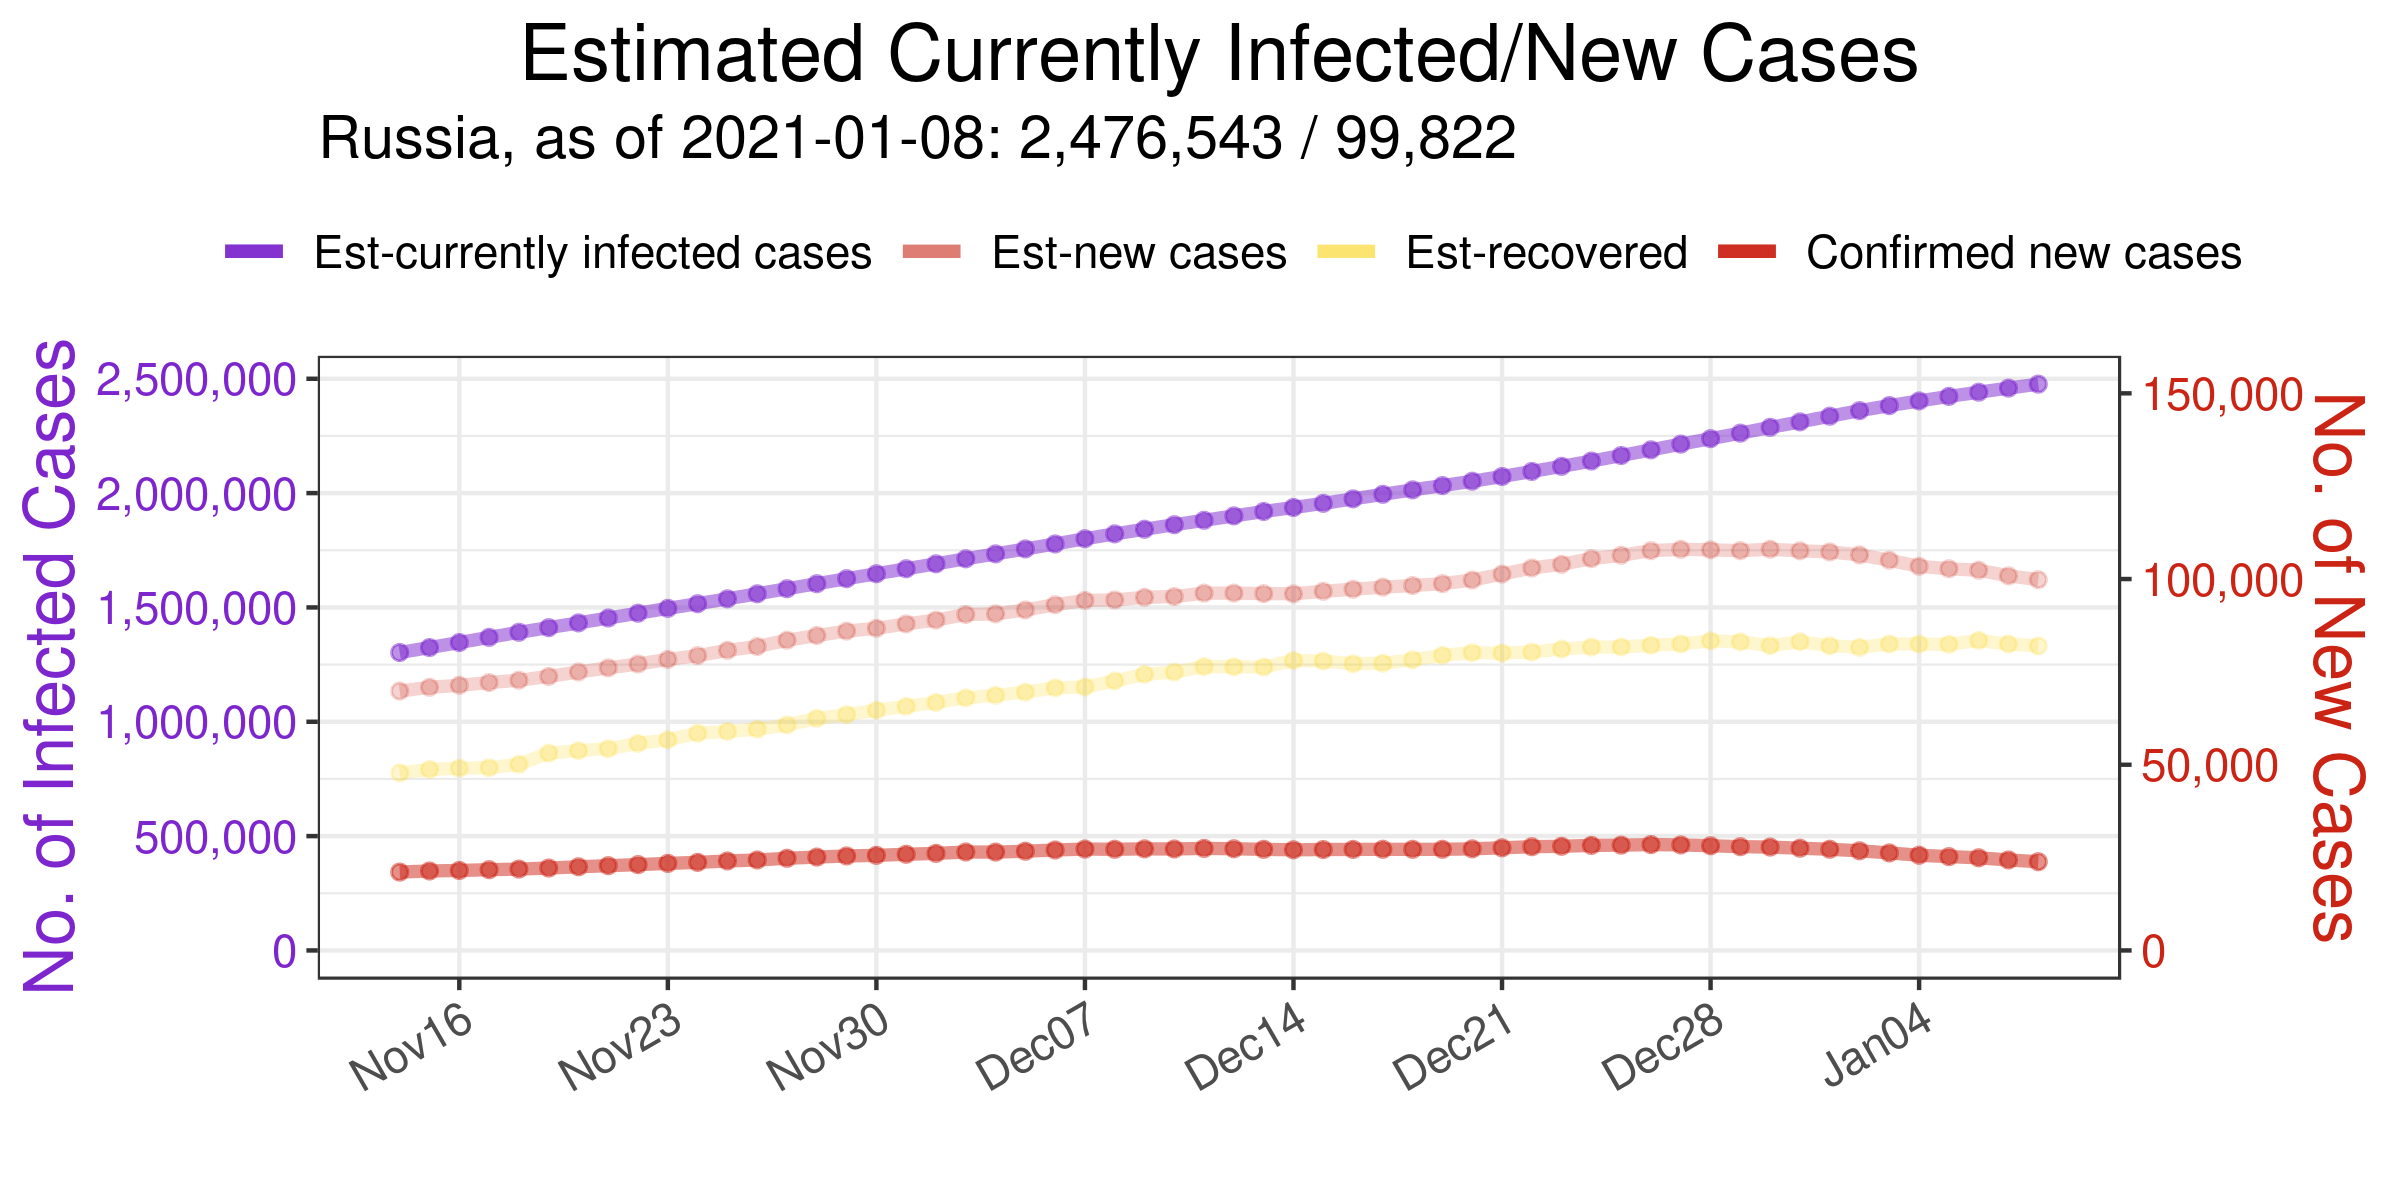 Estimated Currently Infected/New Cases
Russia, as of 2021-01-08: 2,476,543 / 99,822
Est-currently infected cases Est-new cases Est-recovered Confirmed new cases
No. of Infected Cases
2,500,000
2,000,000
1,500,000
1,000,000
500,000
0
150,000
100,000
50,000
0
No. of New Cases
Nov16 Nov23 Nov30 Dec07 Dec14 Dec21 Dec28 Jan04